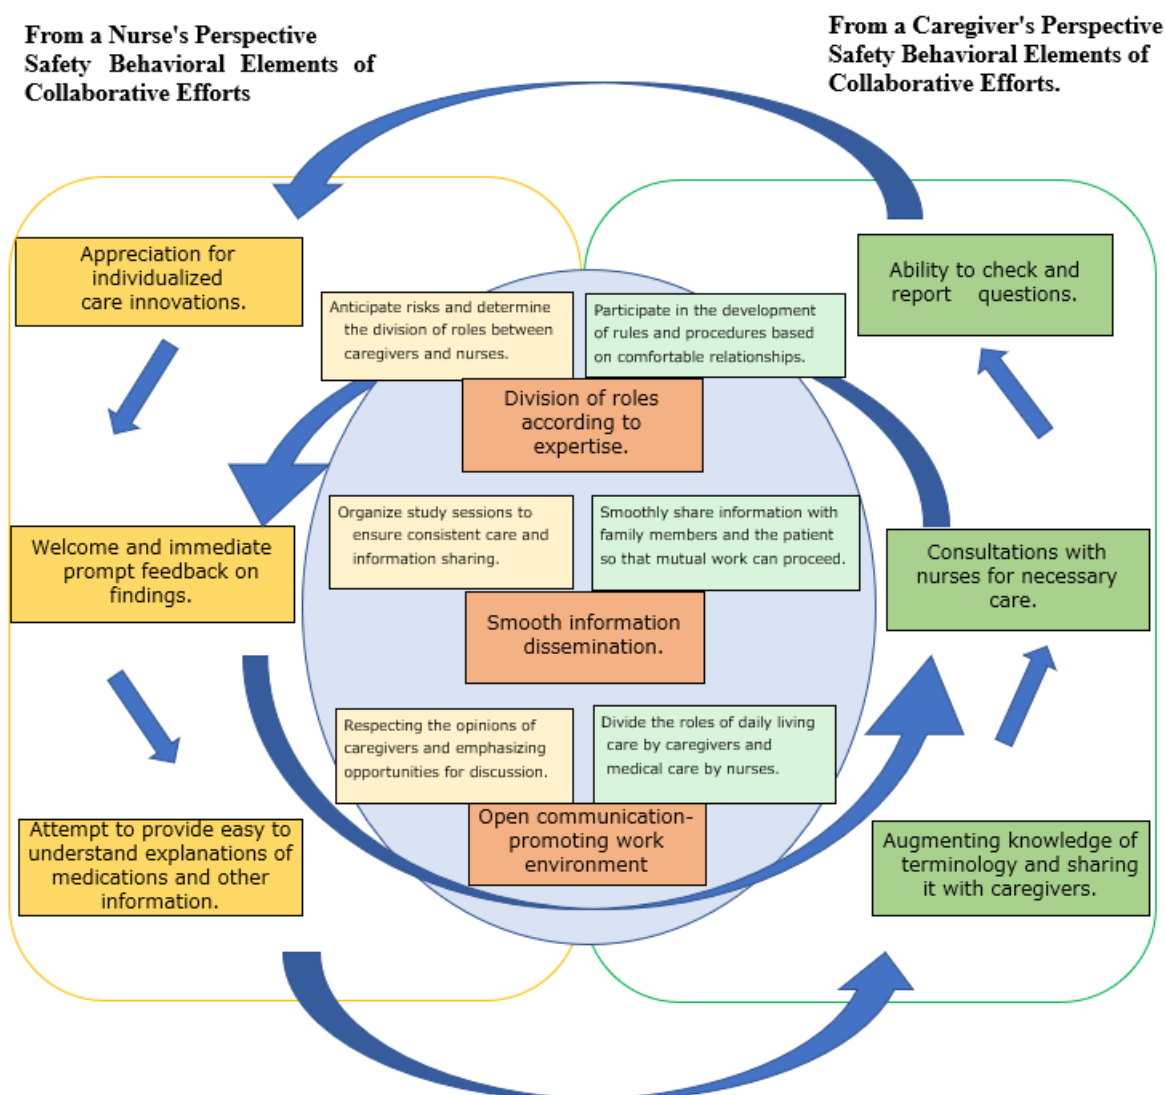 From a Nurse's Perspective
Safety Behavioral Elements of
Collaborative Efforts
From a Caregiver's Perspective
Safety Behavioral Elements of
Collaborative Efforts.
Appreciation for
individualized
care innovations.
Anticipate risks and determine
the division of roles between
caregivers and nurses.
Participate in the development
of rules and procedures based
on comfortable relationships.
Ability to check and
report questions.
Division of roles
according to
expertise.
Welcome and immediate
prompt feedback on
findings.
Organize study sessions to
ensure consistent care and
information sharing.
Smoothly share information with
family members and the patient
so that mutual work can proceed.
Consultations with
nurses for necessary
care.
Smooth information
dissemination.
Respecting the opinions of
caregivers and emphasizing
opportunities for discussion.
Divide the roles of daily living
care by caregivers and
medical care by nurses.
Attempt to provide easy to
understand explanations of
medications and other
information.
Open communication-
promoting work
environment
Augmenting knowledge of
terminology and sharing
it with caregivers.